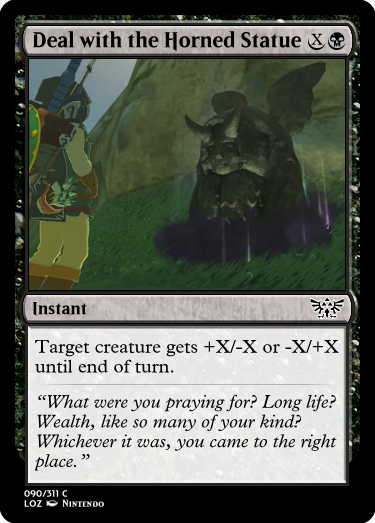 Deal with the Horned Statue X
Instant
Target creature gets +X/-X or -X/+X
until end of turn.
“What were you praying for? Long life?
Wealth, like so many of your kind?
Whichever it was, you came to the right
place.”
090/311 C
LOZ Nintendo